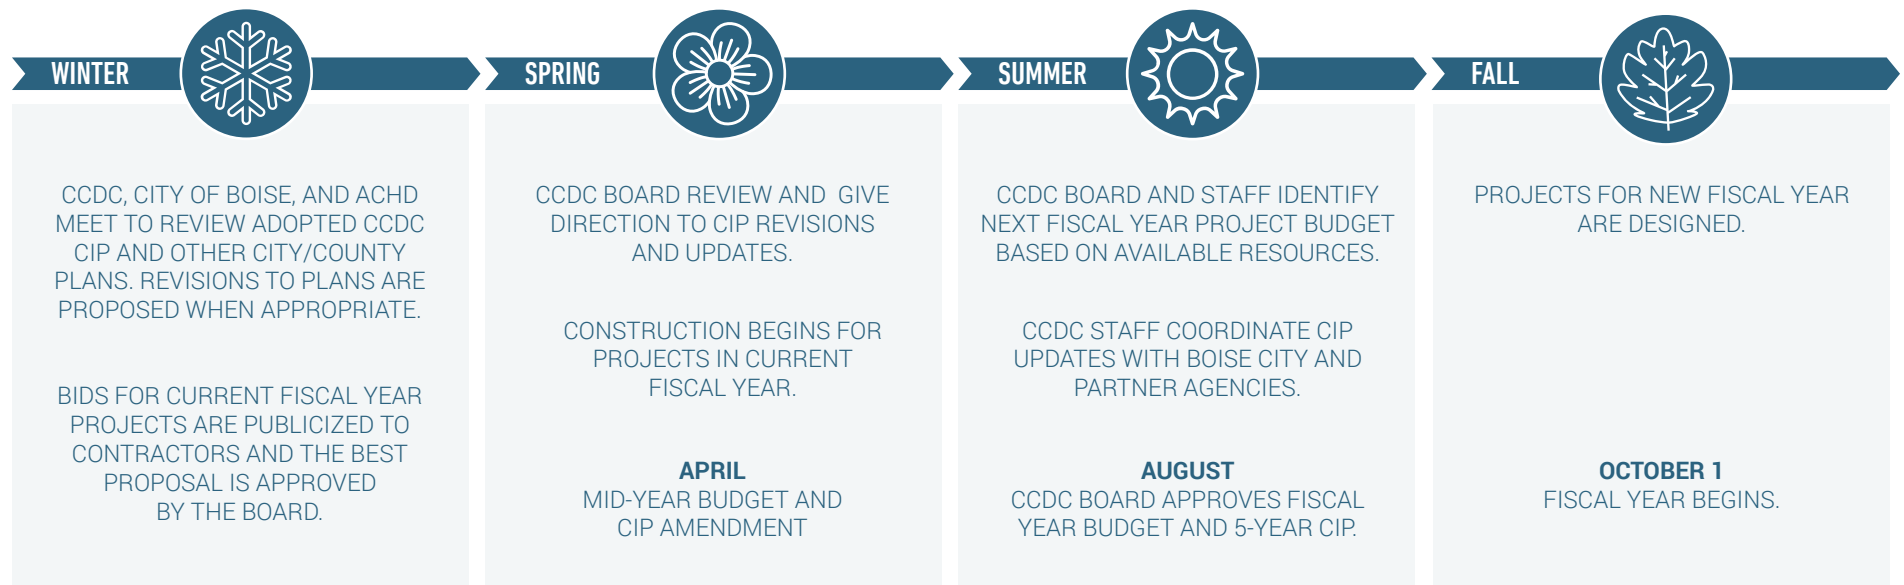 WINTER
CCDC, CITY OF BOISE, AND ACHD
MEET TO REVIEW ADOPTED CCDC
CIP AND OTHER CITY/COUNTY
PLANS. REVISIONS TO PLANS ARE
PROPOSED WHEN APPROPRIATE.
BIDS FOR CURRENT FISCAL YEAR
PROJECTS ARE PUBLICIZED TO
CONTRACTORS AND THE BEST
PROPOSAL IS APPROVED
BY THE BOARD.
SPRING
CCDC BOARD REVIEW AND GIVE
DIRECTION TO CIP REVISIONS
AND UPDATES.
CONSTRUCTION BEGINS FOR
PROJECTS IN CURRENT
FISCAL YEAR.
APRIL
MID-YEAR BUDGET AND
CIP AMENDMENT
SUMMER
CCDC BOARD AND STAFF IDENTIFY
NEXT FISCAL YEAR PROJECT BUDGET
BASED ON AVAILABLE RESOURCES.
CCDC STAFF COORDINATE CIP
UPDATES WITH BOISE CITY AND
PARTNER AGENCIES.
AUGUST
CCDC BOARD APPROVES FISCAL
YEAR BUDGET AND 5-YEAR CIP.
FALL
PROJECTS FOR NEW FISCAL YEAR
ARE DESIGNED.
OCTOBER 1
FISCAL YEAR BEGINS.